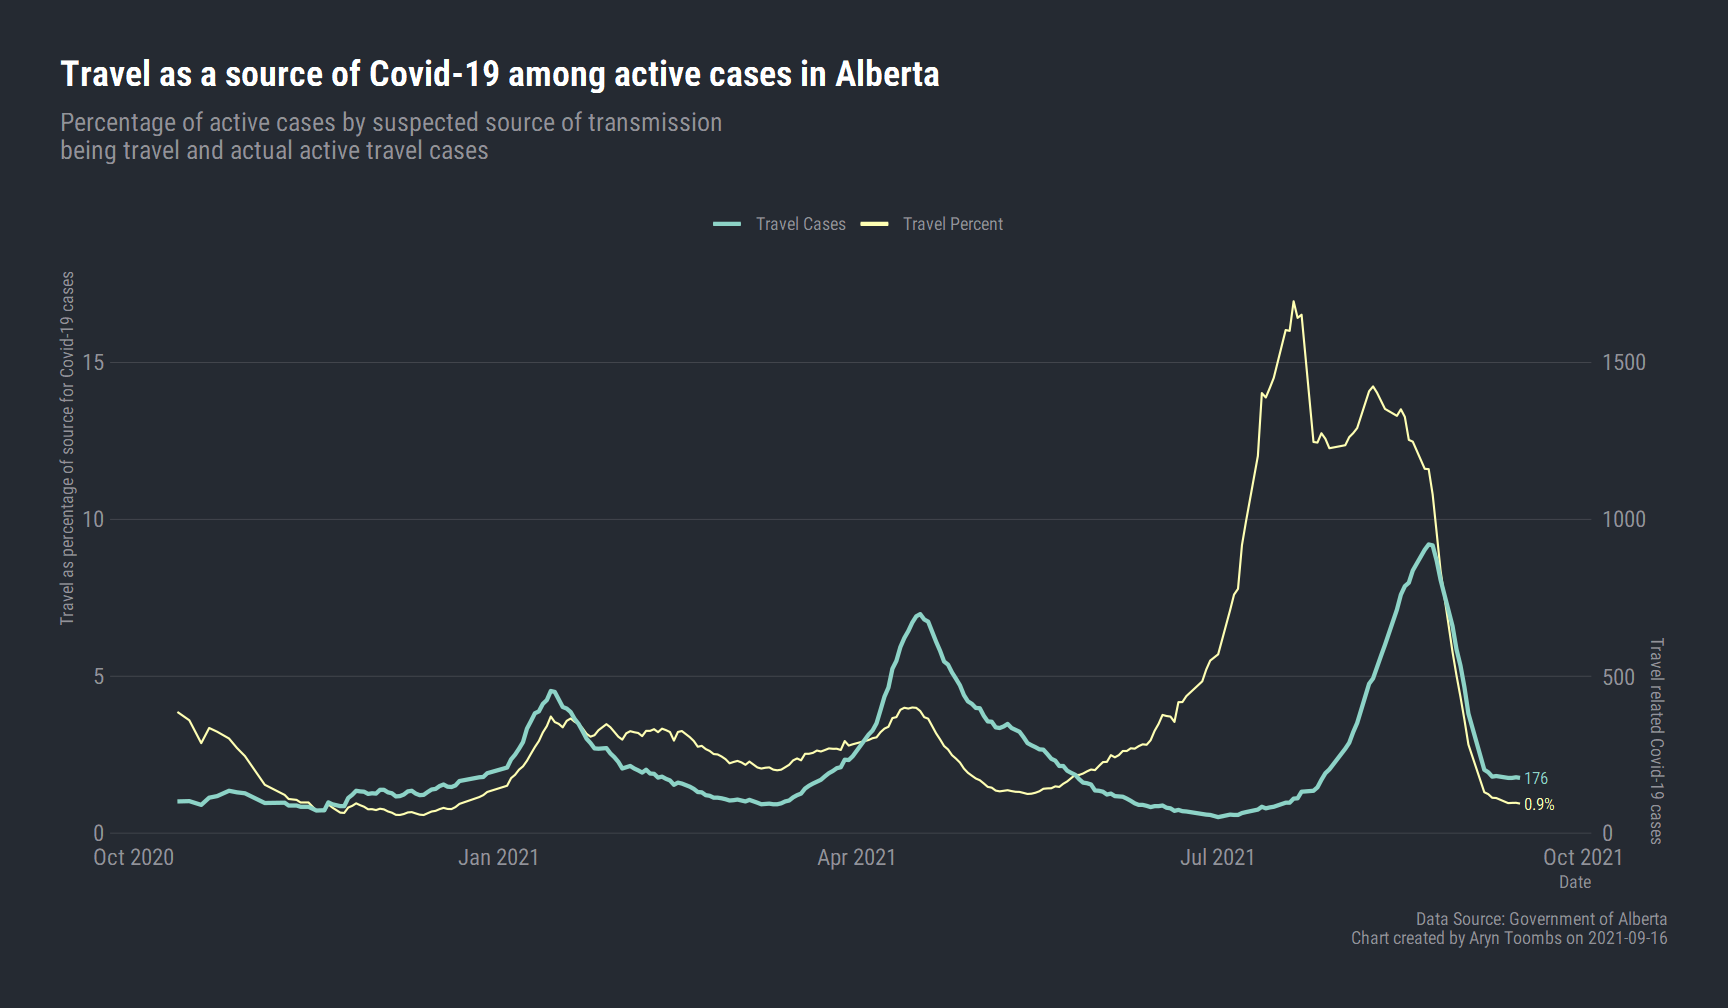 Travel as a source of Covid-19 among active cases in Alberta
Percentage of active cases by suspected source of transmission
being travel and actual active travel cases
Travel Cases
Travel Percent
Travel as percentage of source for Covid-19 cases
15
10
5
0
1500
1000
500
0
Travel related Covid-19 cases
176
0.9%
Oct 2020
Jan 2021
Apr 2021
Jul 2021
Oct 2021
Date
Data Source: Government of Alberta
Chart created by Aryn Toombs on 2021-09-16